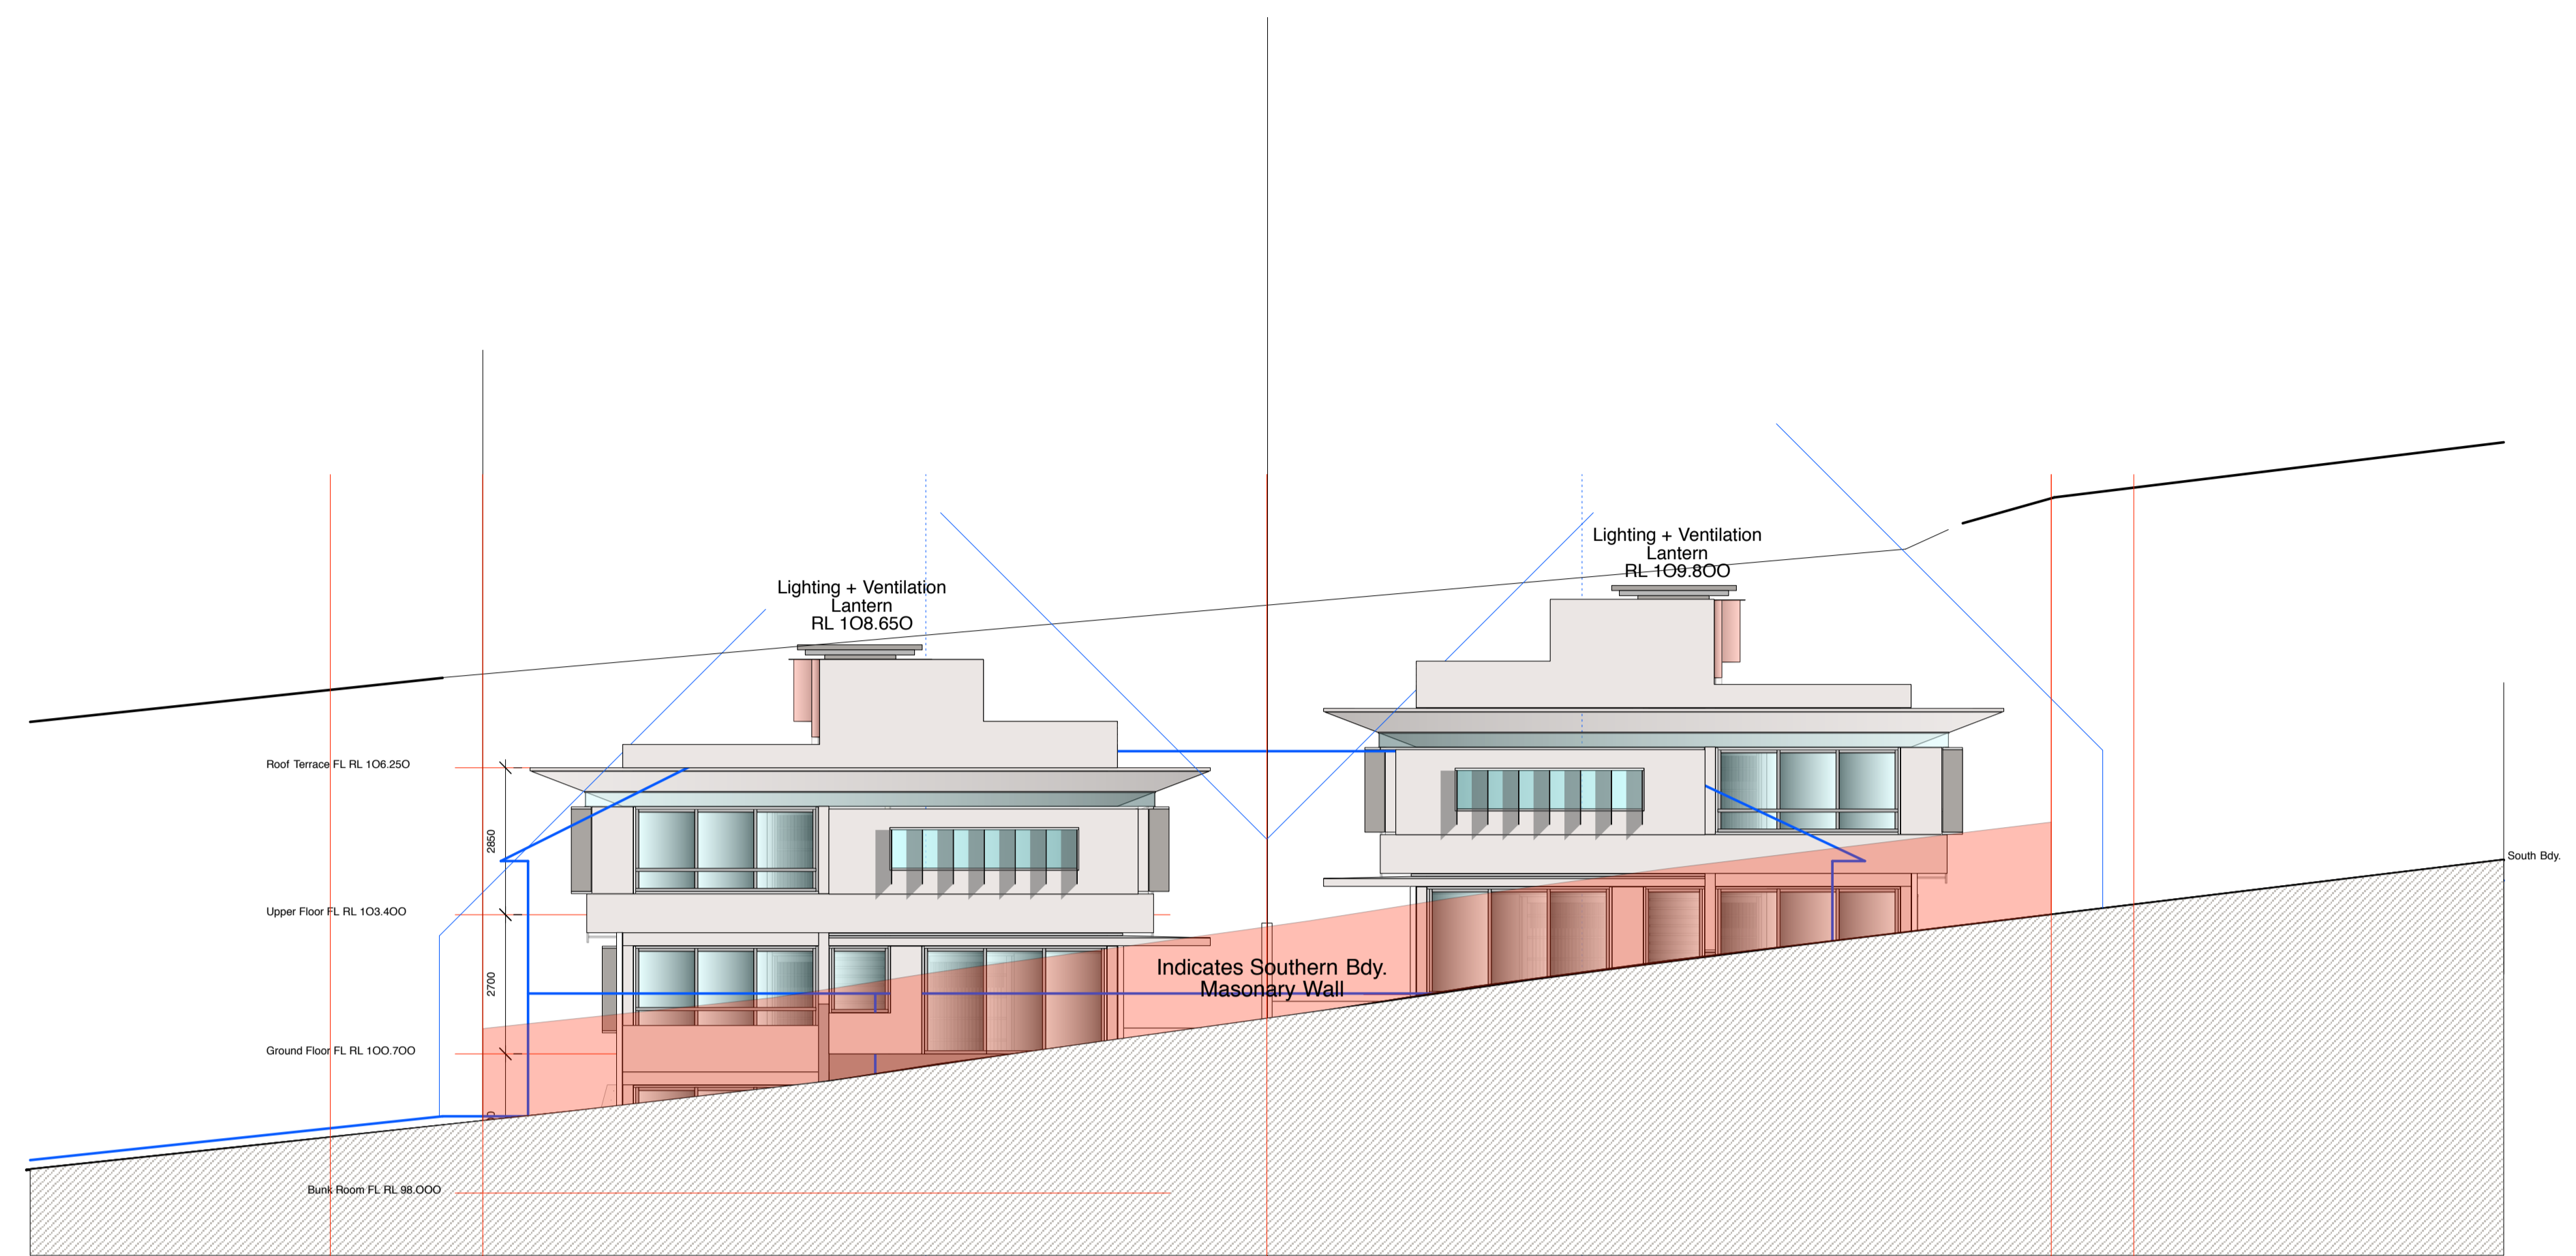 Lighting + Ventilation
Lantern
RL 109.800
Lighting + Ventilation
Lantern
RL 108.650
Roof Terrace FL RL 106.250
2850
South Bdy.
Upper Floor FL RL 103.400
Indicates Southern Bdy.
Masonary Wall
2700
Ground Floor FL RL 100.700
Bunk Room FL RL 98.000